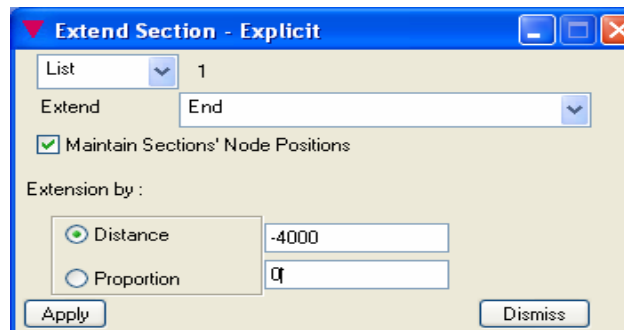 Extend Section - Explicit
List 1
Extend End
Maintain Sections' Node Positions
Extension by :
Distance -4000
Proportion 0
Apply Dismiss